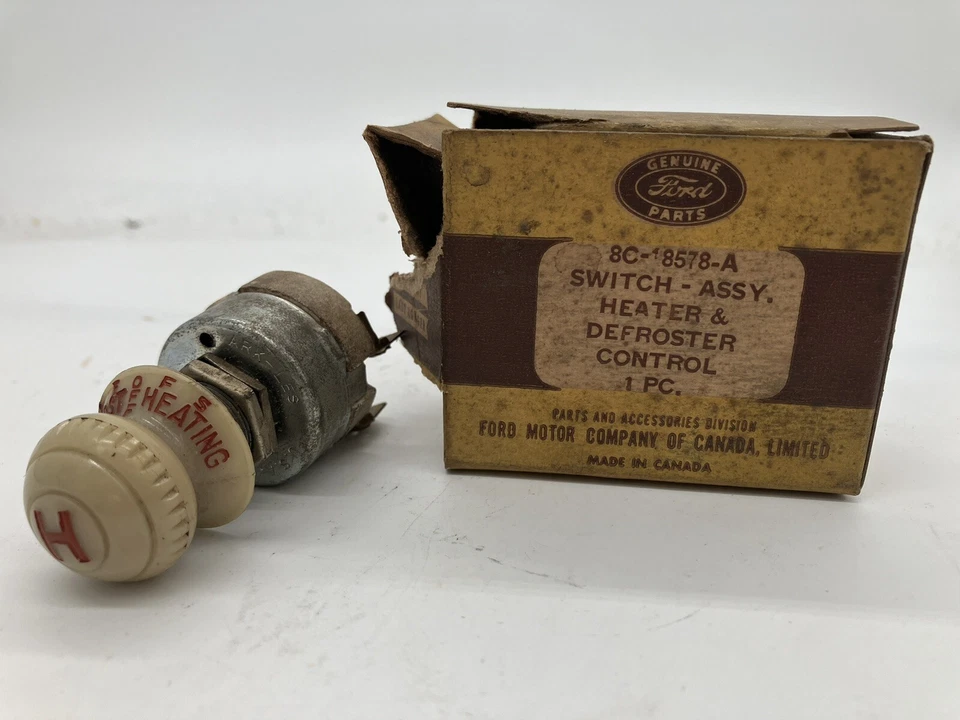 GENUINE
Ford
PARTS
8C-18578-A
SWITCH - ASSY.
HEATER &
DEFROSTER
CONTROL
1 PC.
PARTS AND ACCESSORIES DIVISION
FORD MOTOR COMPANY OF CANADA, LIMITED
MADE IN CANADA
HEATING
H